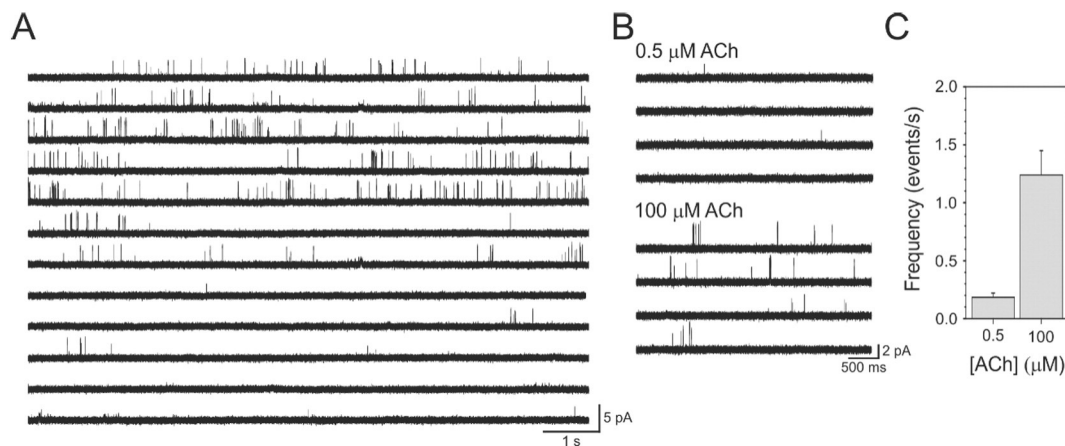 A
5 pA
1 s
B
0.5 μM ACh
100 μM ACh
2 pA
500 ms
C
Frequency (events/s)
2.0
1.5
1.0
0.5
0.0
0.5
100
[ACh] (μM)